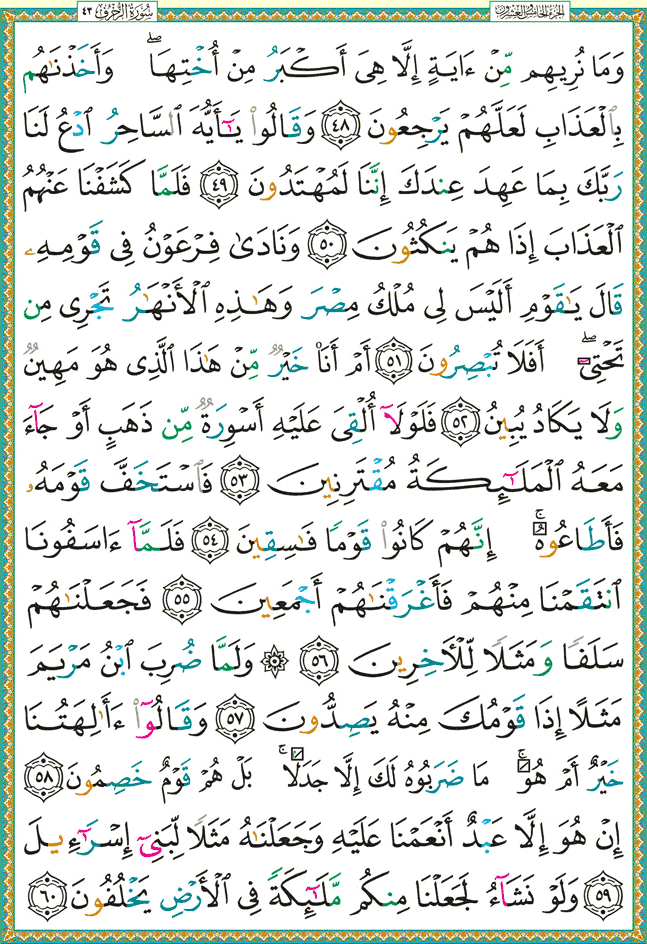 الجزء الخامس والعشرون
سُورَةُ الزُّخْرُفِ ٤٣
وَمَا نُرِيهِم مِّنْ ءَايَةٍ إِلَّا هِىَ أَكْبَرُ مِنْ أُخْتِهَا ۖ وَأَخَذْنَٰهُم
بِٱلْعَذَابِ لَعَلَّهُمْ يَرْجِعُونَ ٤٨ وَقَالُوا۟ يَٰٓأَيُّهَ ٱلسَّاحِرُ ٱدْعُ لَنَا
رَبَّكَ بِمَا عَهِدَ عِندَكَ إِنَّنَا لَمُهْتَدُونَ ٤٩ فَلَمَّا كَشَفْنَا عَنْهُمُ
ٱلْعَذَابَ إِذَا هُمْ يَنكُثُونَ ٥٠ وَنَادَىٰ فِرْعَوْنُ فِى قَوْمِهِۦ
قَالَ يَٰقَوْمِ أَلَيْسَ لِى مُلْكُ مِصْرَ وَهَٰذِهِ ٱلْأَنْهَٰرُ تَجْرِى مِن
تَحْتِىٓ ۖ أَفَلَا تُبْصِرُونَ ٥١ أَمْ أَنَا۠ خَيْرٌ مِّنْ هَٰذَا ٱلَّذِى هُوَ مَهِينٌ
وَلَا يَكَادُ يُبِينُ ٥٢ فَلَوْلَآ أُلْقِىَ عَلَيْهِ أَسْوِرَةٌ مِّن ذَهَبٍ أَوْ جَآءَ
مَعَهُ ٱلْمَلَٰٓئِكَةُ مُقْتَرِنِينَ ٥٣ فَٱسْتَخَفَّ قَوْمَهُۥ
فَأَطَاعُوهُ ۚ إِنَّهُمْ كَانُوا۟ قَوْمًا فَٰسِقِينَ ٥٤ فَلَمَّآ ءَاسَفُونَا
ٱنتَقَمْنَا مِنْهُمْ فَأَغْرَقْنَٰهُمْ أَجْمَعِينَ ٥٥ فَجَعَلْنَٰهُمْ
سَلَفًا وَمَثَلًا لِّلْـَٔاخِرِينَ ٥٦ ۞ وَلَمَّا ضُرِبَ ٱبْنُ مَرْيَمَ
مَثَلًا إِذَا قَوْمُكَ مِنْهُ يَصِدُّونَ ٥٧ وَقَالُوٓا۟ ءَأَٰلِهَتُنَا
خَيْرٌ أَمْ هُوَ ۚ مَا ضَرَبُوهُ لَكَ إِلَّا جَدَلًۢا ۚ بَلْ هُمْ قَوْمٌ خَصِمُونَ ٥٨
إِنْ هُوَ إِلَّا عَبْدٌ أَنْعَمْنَا عَلَيْهِ وَجَعَلْنَٰهُ مَثَلًا لِّبَنِىٓ إِسْرَٰٓءِيلَ
٥٩ وَلَوْ نَشَآءُ لَجَعَلْنَا مِنكُم مَّلَٰٓئِكَةً فِى ٱلْأَرْضِ يَخْلُفُونَ ٦٠